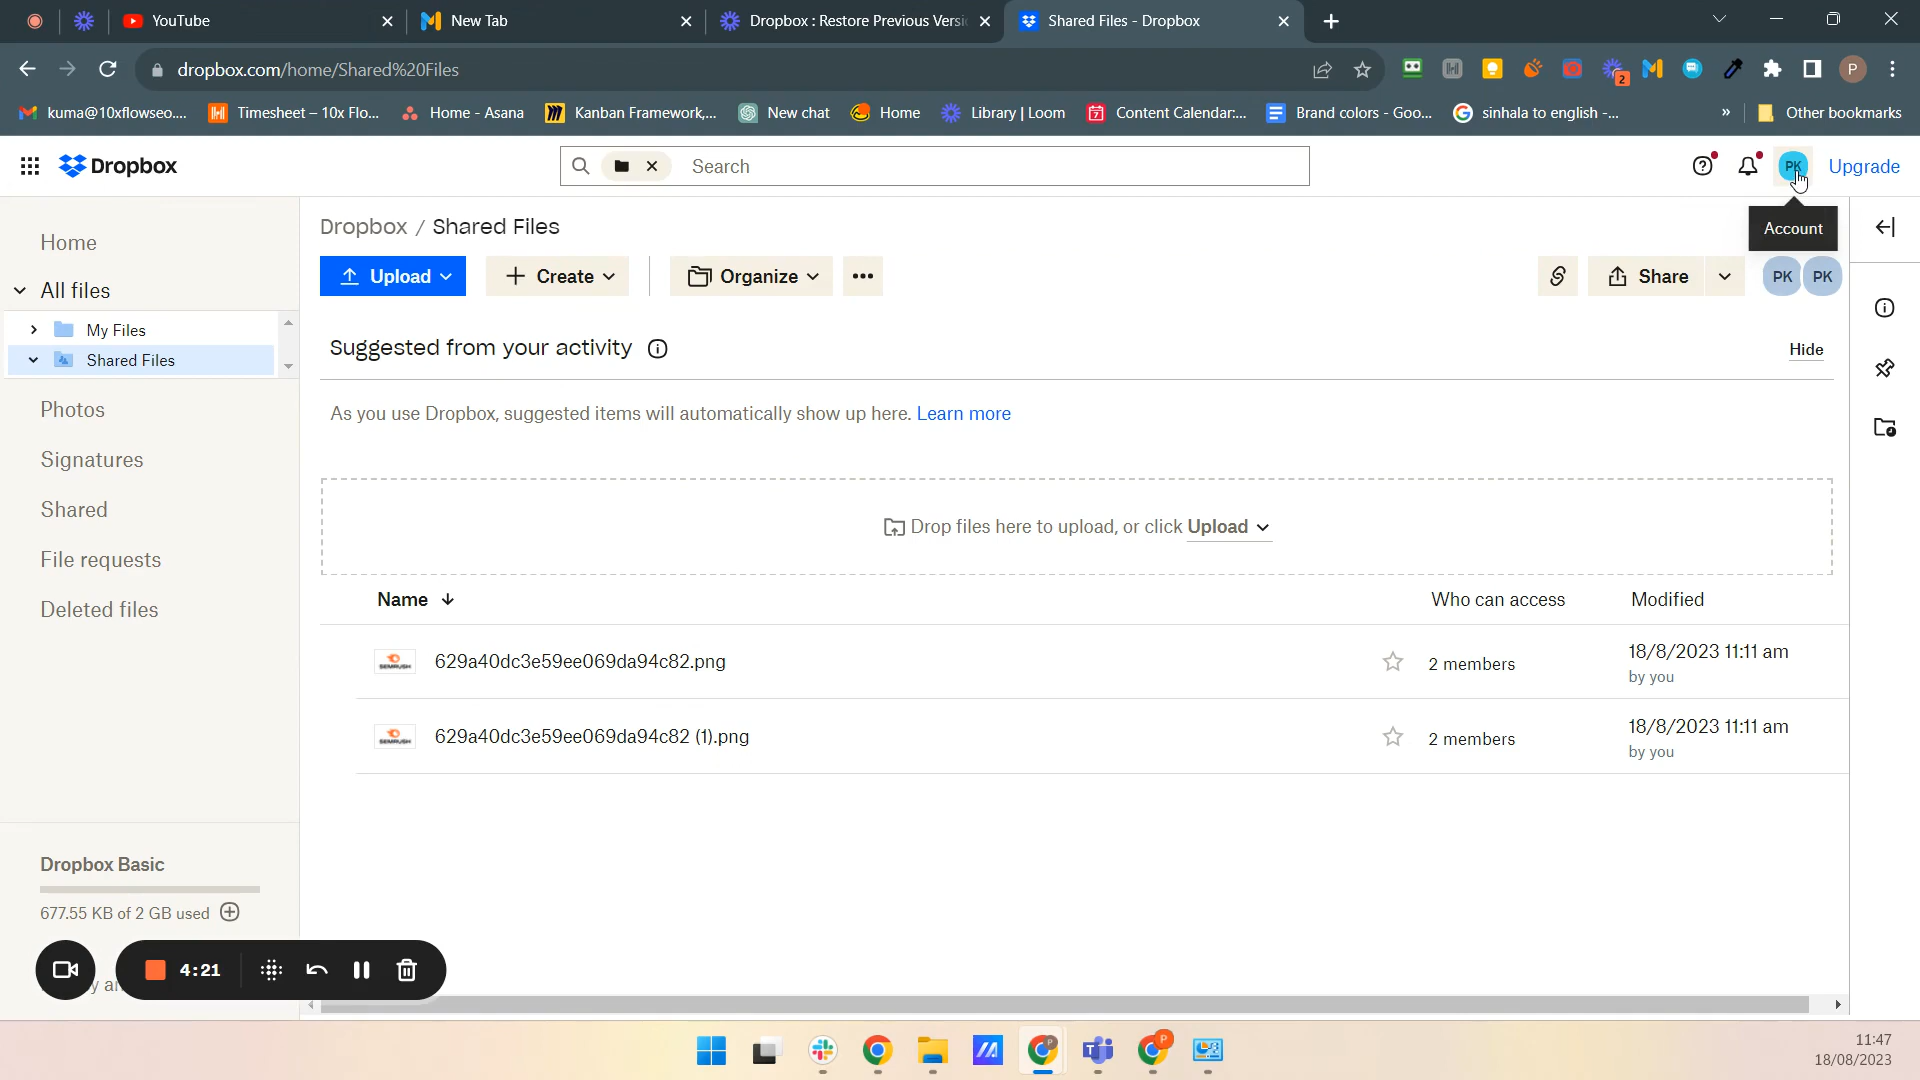 YouTube
New Tab
Dropbox : Restore Previous Versi
Shared Files - Dropbox
dropbox.com/home/Shared%20Files
2
P
kuma@10xflowseo....
Timesheet – 10x Flo...
Home - Asana
Kanban Framework,...
New chat
Home
Library | Loom
7
Content Calendar:...
Brand colors - Goo...
sinhala to english -...
»
Other bookmarks
Dropbox
Search
PK
Upgrade
Account
Home
All files
My Files
Shared Files
Photos
Signatures
Shared
File requests
Deleted files
Dropbox Basic
677.55 KB of 2 GB used
4:21
Dropbox / Shared Files
Upload
Create
Organize
Share
PK
PK
Suggested from your activity
Hide
As you use Dropbox, suggested items will automatically show up here. Learn more
Drop files here to upload, or click Upload
Name
Who can access
Modified
SEMRUSH
629a40dc3e59ee069da94c82.png
2 members
18/8/2023 11:11 am
by you
SEMRUSH
629a40dc3e59ee069da94c82 (1).png
2 members
18/8/2023 11:11 am
by you
11:47
18/08/2023